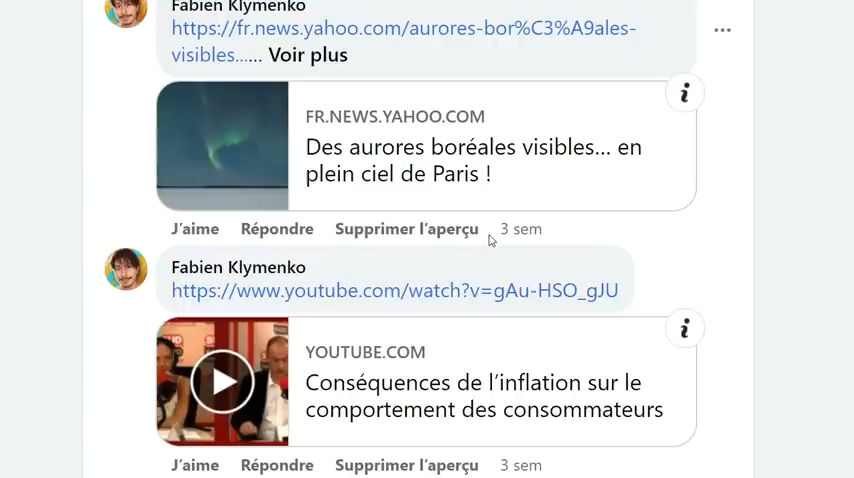 Fabien Klymenko
https://fr.news.yahoo.com/aurores-bor%C3%A9ales-
visibles...... Voir plus
FR.NEWS.YAHOO.COM
Des aurores boréales visibles... en
plein ciel de Paris !
J'aime Répondre Supprimer l'aperçu 3 sem
Fabien Klymenko
https://www.youtube.com/watch?v=gAu-HSO_gJU
YOUTUBE.COM
Conséquences de l'inflation sur le
comportement des consommateurs
J'aime Répondre Supprimer l'aperçu 3 sem